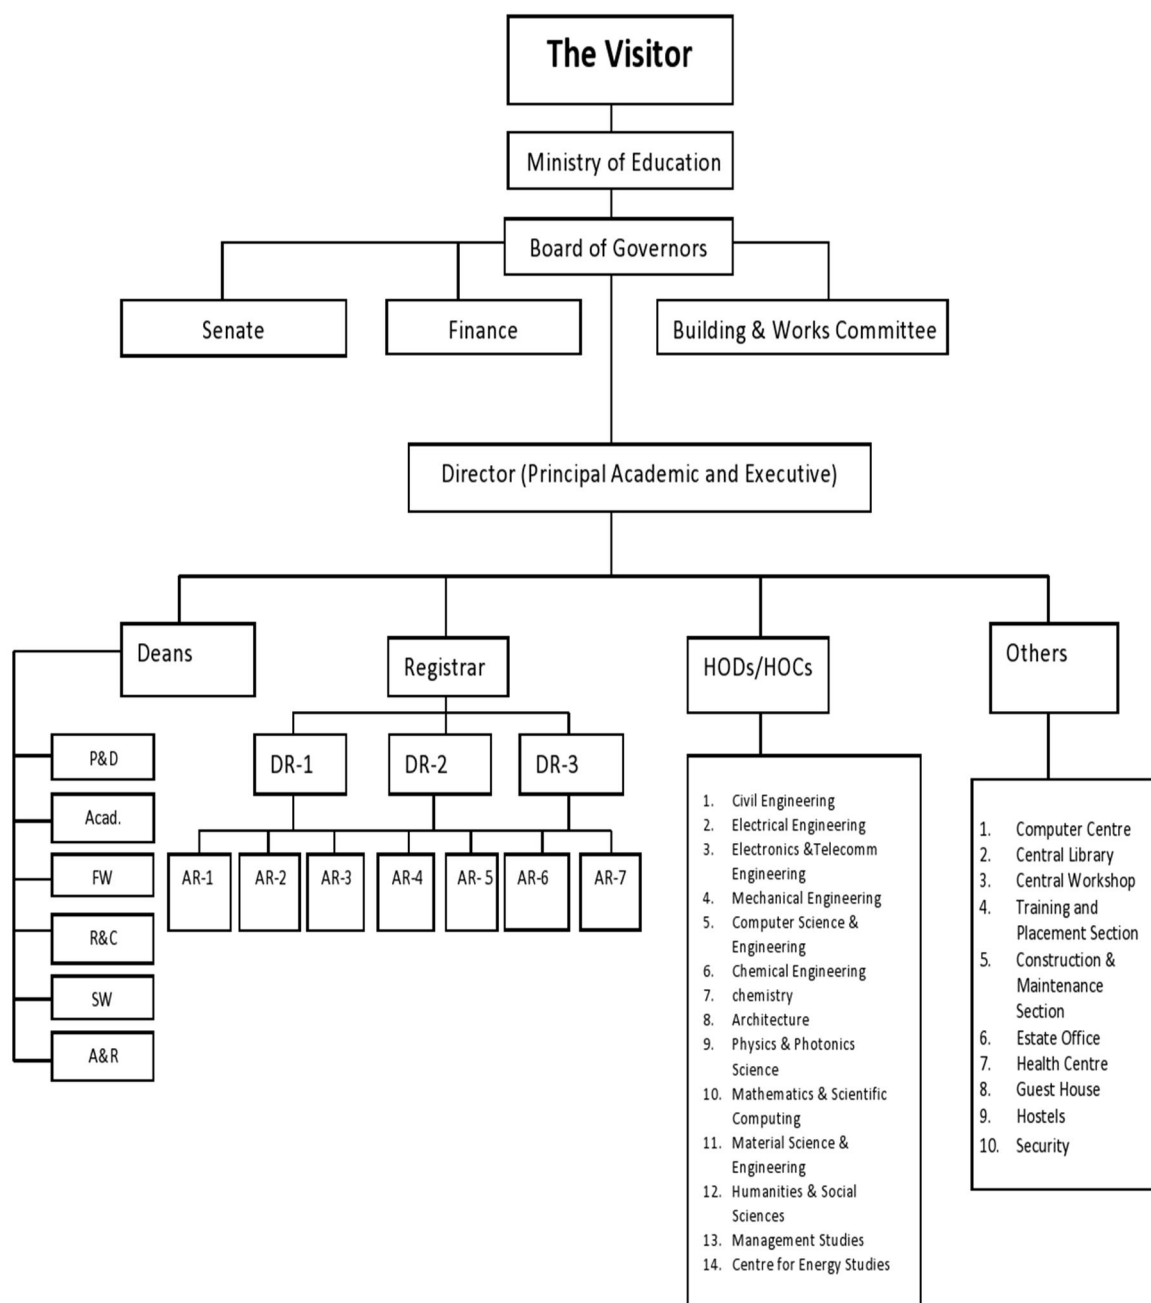 The Visitor
Ministry of Education
Board of Governors
Senate
Finance
Building & Works Committee
Director (Principal Academic and Executive)
Deans
Registrar
HODs/HOCs
Others
P&D
Acad.
FW
R&C
SW
A&R
DR-1
DR-2
DR-3
AR-1
AR-2
AR-3
AR-4
AR- 5
AR-6
AR-7
1. Civil Engineering
2. Electrical Engineering
3. Electronics &Telecomm
Engineering
4. Mechanical Engineering
5. Computer Science &
Engineering
6. Chemical Engineering
7. chemistry
8. Architecture
9. Physics & Photonics
Science
10. Mathematics & Scientific
Computing
11. Material Science &
Engineering
12. Humanities & Social
Sciences
13. Management Studies
14. Centre for Energy Studies
1. Computer Centre
2. Central Library
3. Central Workshop
4. Training and
Placement Section
5. Construction &
Maintenance
Section
6. Estate Office
7. Health Centre
8. Guest House
9. Hostels
10. Security